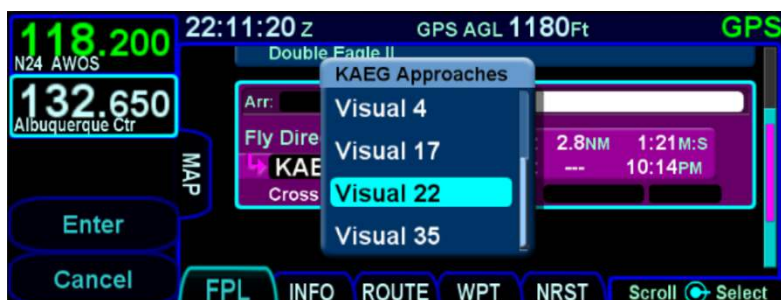 118.200
N24 AWOS
132.650
Albuquerque Ctr
22:11:20 Z
GPS AGL 1180Ft
GPS
Double Eagle II
KAEG Approaches
Visual 4
Visual 17
Visual 22
Visual 35
Arr:
Fly Dire
2.8NM 1:21M:S
KAE
--- 10:14PM
Cross
MAP
Enter
Cancel
FPL INFO ROUTE WPT NRST Scroll Select